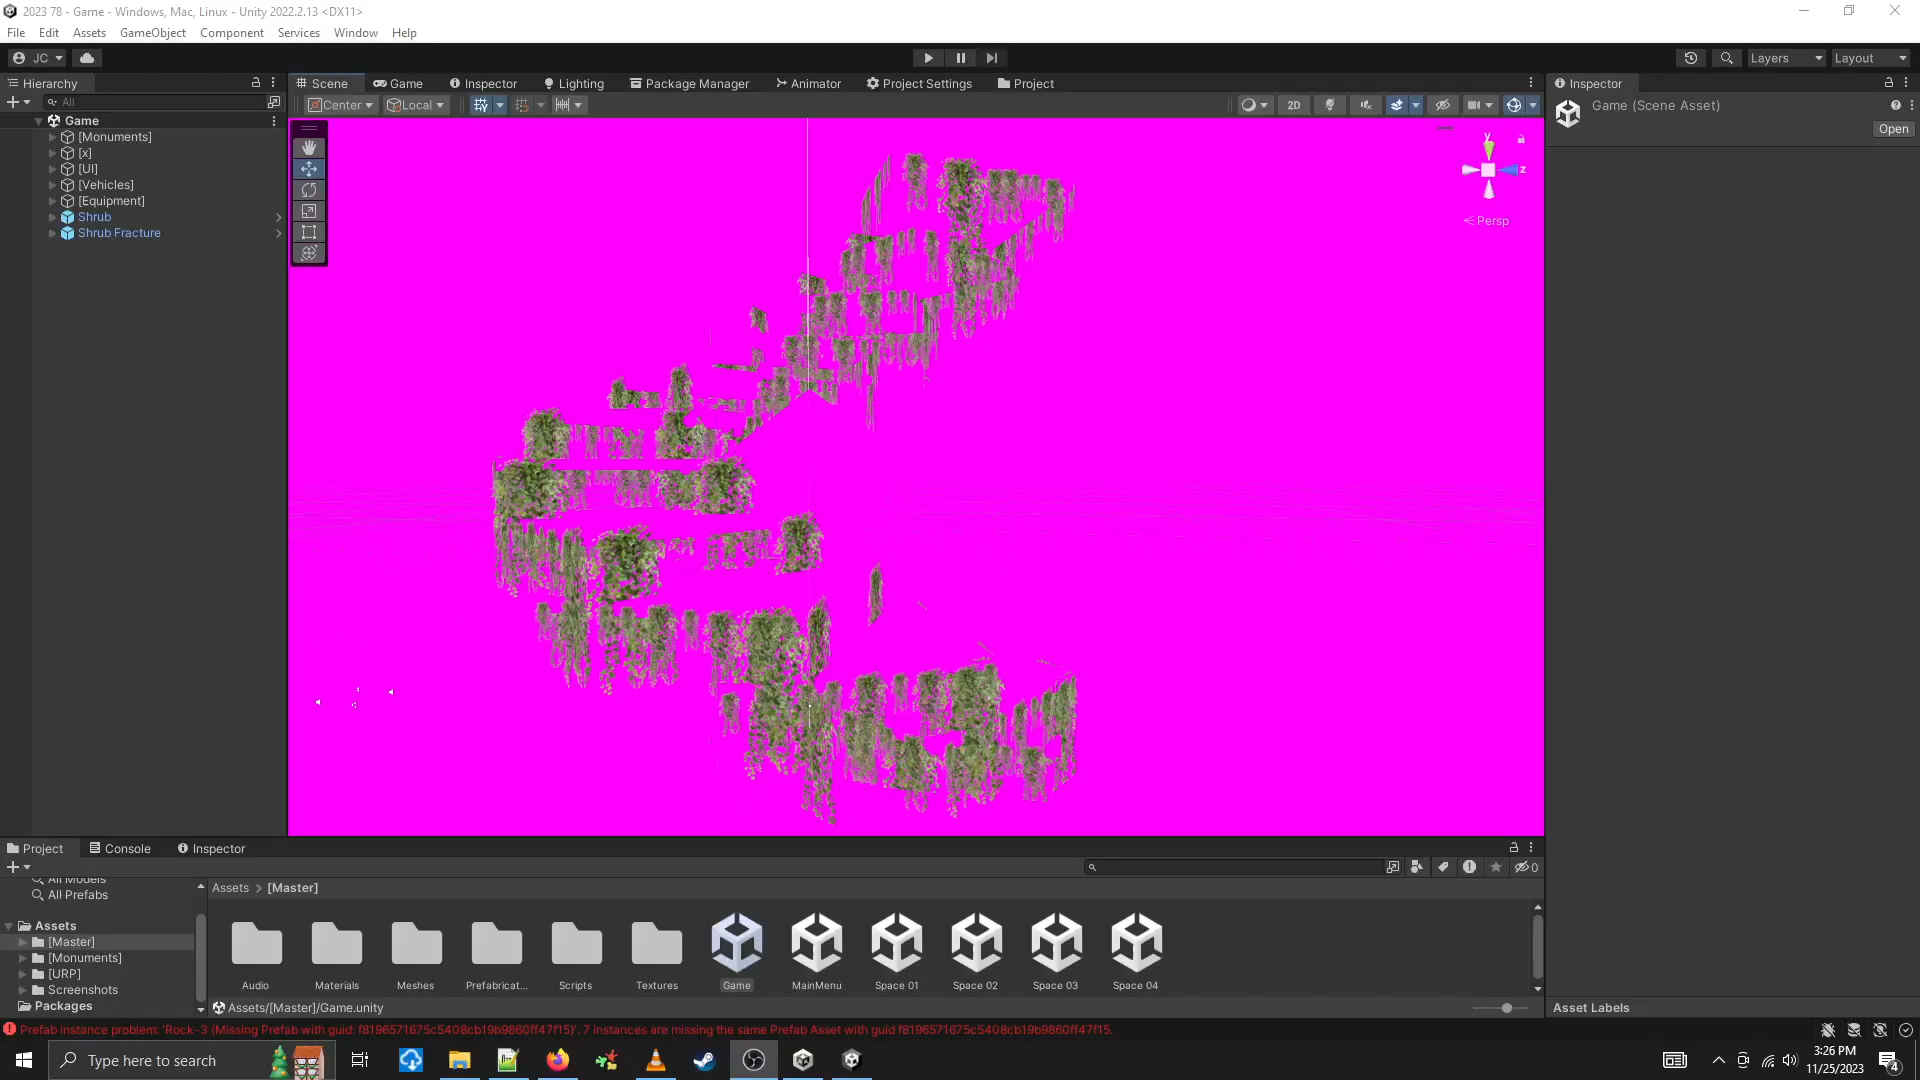 2023 78 - Game - Windows, Mac, Linux - Unity 2022.2.13 <DX11>
File Edit Assets GameObject Component Services Window Help
JC Layers Layout
Hierarchy Scene Game Inspector Lighting Package Manager Animator Project Settings Project Inspector
All Center Local 2D Game (Scene Asset)
Open
Game
[Monuments]
[x]
[UI]
[Vehicles]
[Equipment]
Shrub
Shrub Fracture
y
z
Persp
Project Console Inspector
0
All Models
All Prefabs
Assets > [Master]
Assets
[Master]
[Monuments]
[URP]
Screenshots
Packages
Audio Materials Meshes Prefabricat... Scripts Textures Game MainMenu Space 01 Space 02 Space 03 Space 04
Assets/[Master]/Game.unity
Asset Labels
Prefab instance problem: 'Rock-3 (Missing Prefab with guid: f8196571675c5408cb19b9860ff47f15)'. 7 instances are missing the same Prefab Asset with guid f8196571675c5408cb19b9860ff47f15.
Type here to search
3:26 PM
11/25/2023
4